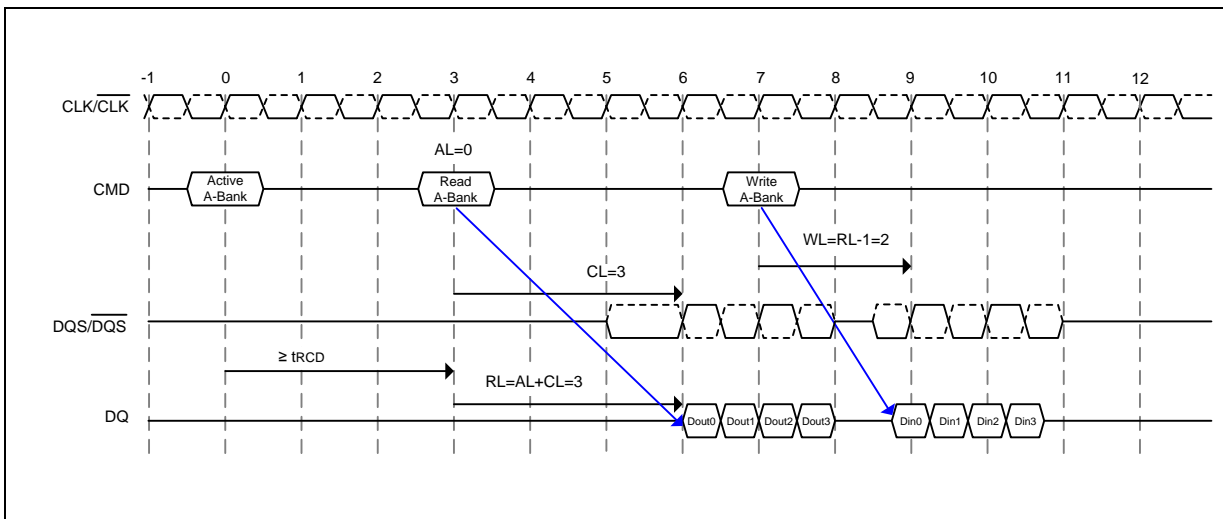 -1 0 1 2 3 4 5 6 7 8 9 10 11 12
CLK/C̅L̅K̅
AL=0
CMD
Active
A-Bank
Read
A-Bank
Write
A-Bank
WL=RL-1=2
CL=3
DQS/D̅Q̅S̅
≥ tRCD
RL=AL+CL=3
DQ
Dout0 Dout1 Dout2 Dout3 Din0 Din1 Din2 Din3